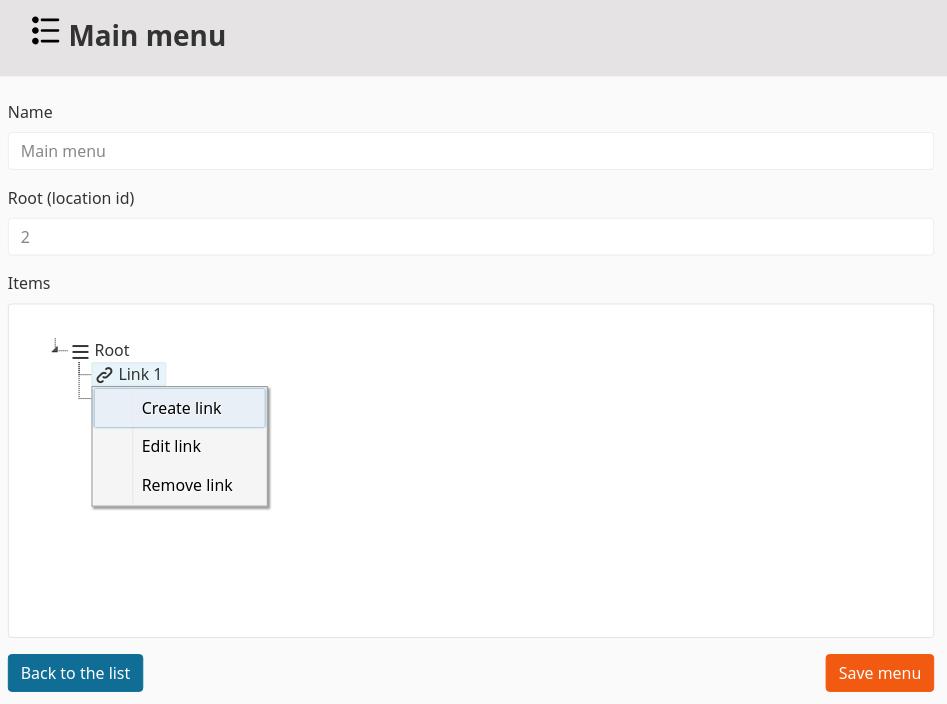 Main menu
Name
Main menu
Root (location id)
2
Items
Root
Link 1
Create link
Edit link
Remove link
Back to the list
Save menu